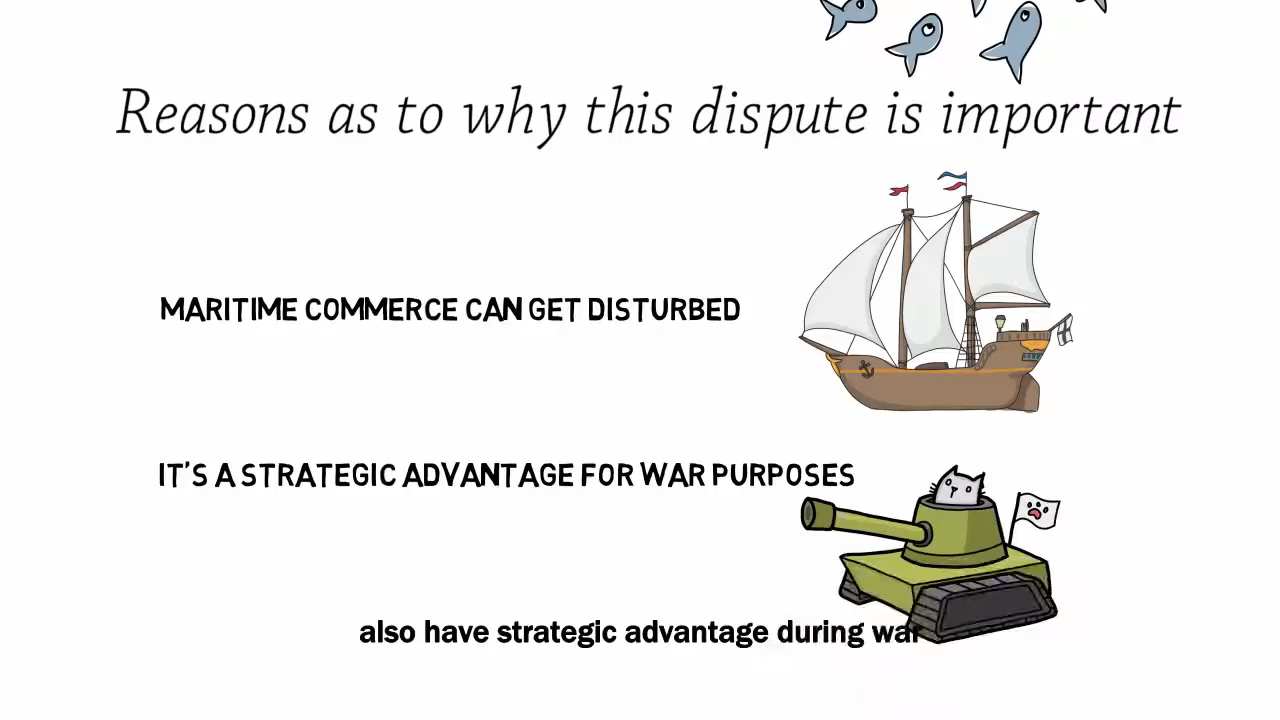 Reasons as to why this dispute is important
MARITIME COMMERCE CAN GET DISTURBED
IT'S A STRATEGIC ADVANTAGE FOR WAR PURPOSES
also have strategic advantage during war